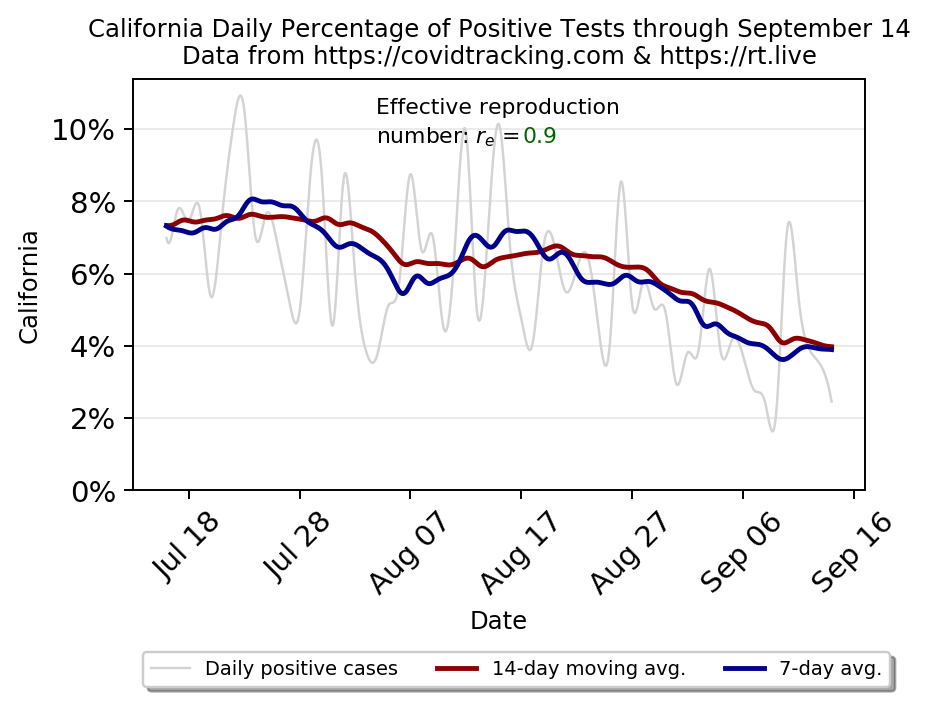 California Daily Percentage of Positive Tests through September 14
Data from https://covidtracking.com & https://rt.live
Effective reproduction
number: rₑ = 0.9
10%
8%
6%
4%
2%
0%
California
Jul 18
Jul 28
Aug 07
Aug 17
Aug 27
Sep 06
Sep 16
Date
Daily positive cases
14-day moving avg.
7-day avg.